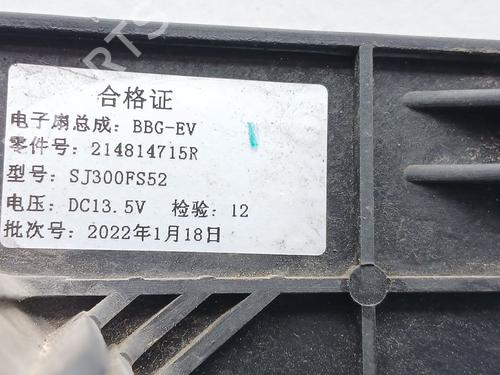 合格证
电子扇总成: BBG-EV
零件号: 214814715R
型号: SJ300FS52
电压: DC13.5V 检验: 12
批次号: 2022年1月18日